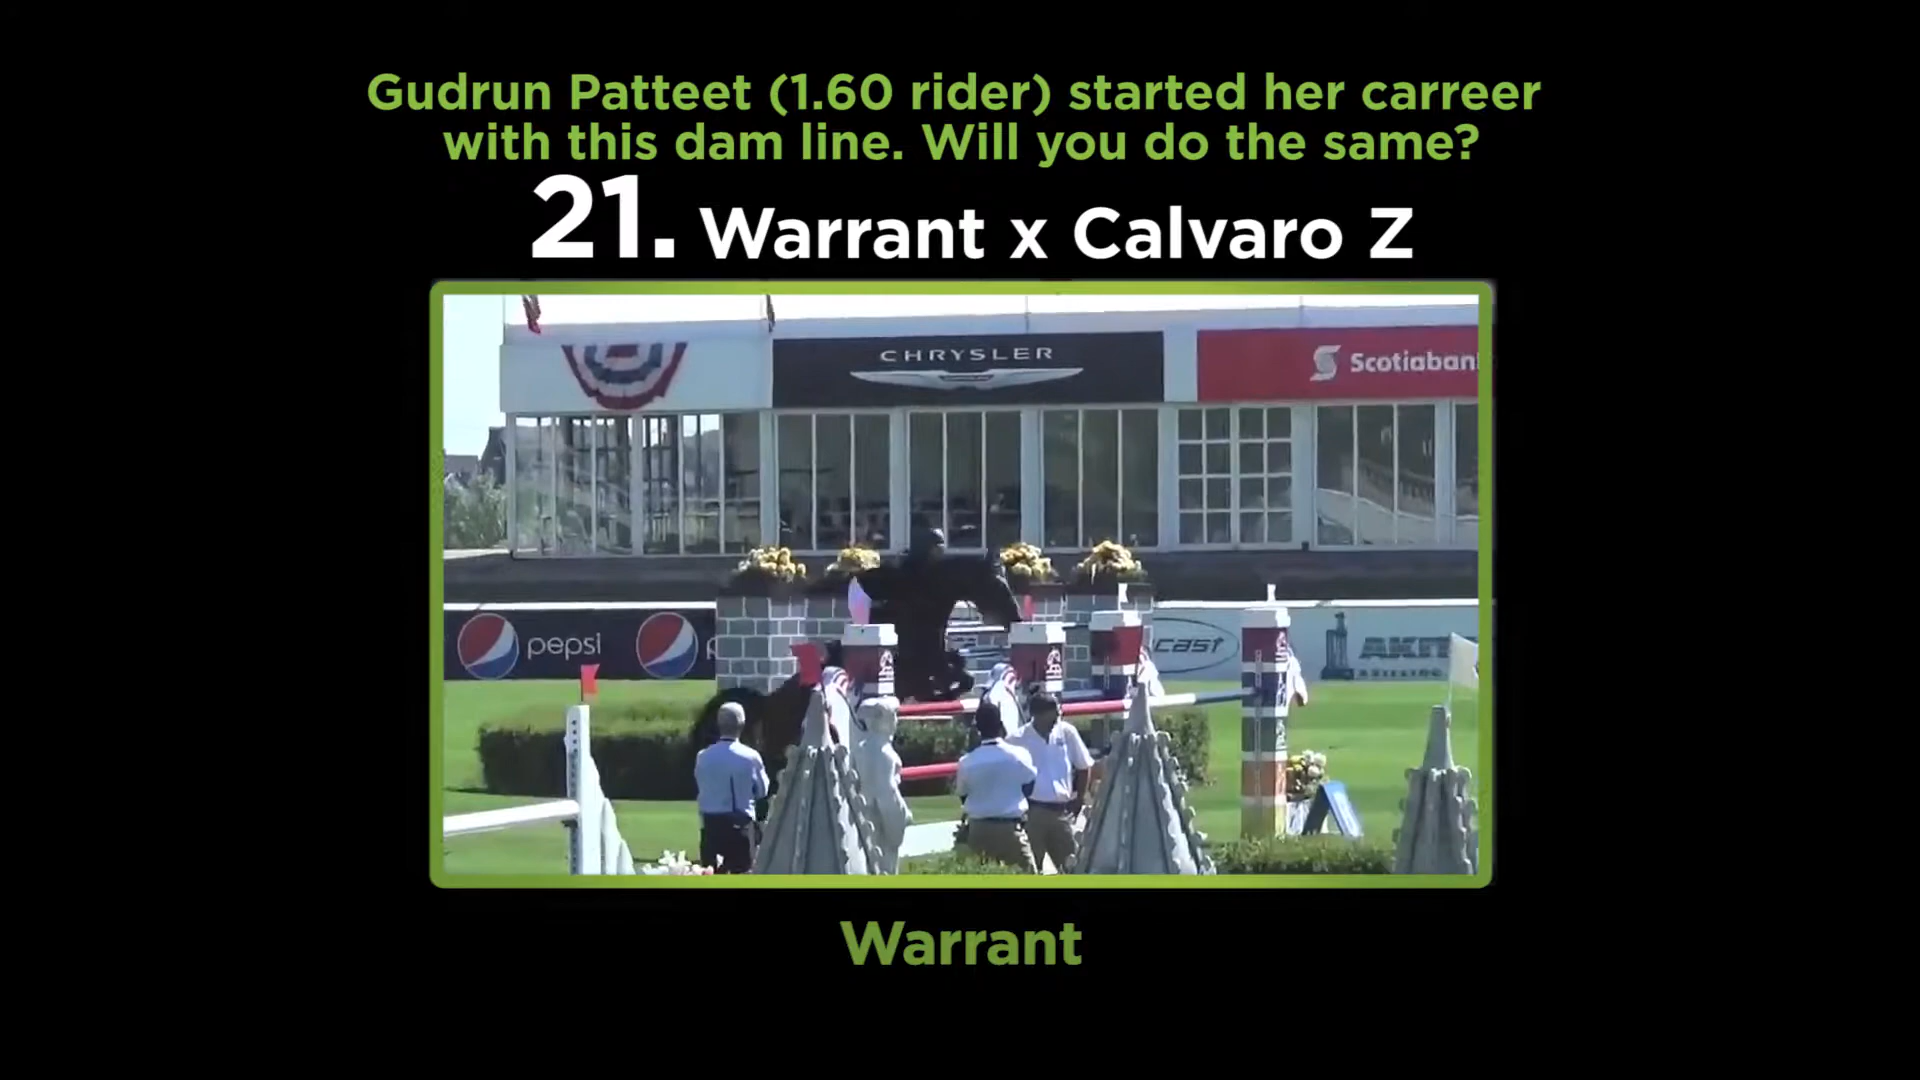 Gudrun Patteet (1.60 rider) started her carreer
with this dam line. Will you do the same?
21. Warrant x Calvaro Z
CHRYSLER
Scotiaban
pepsi
cast
Warrant